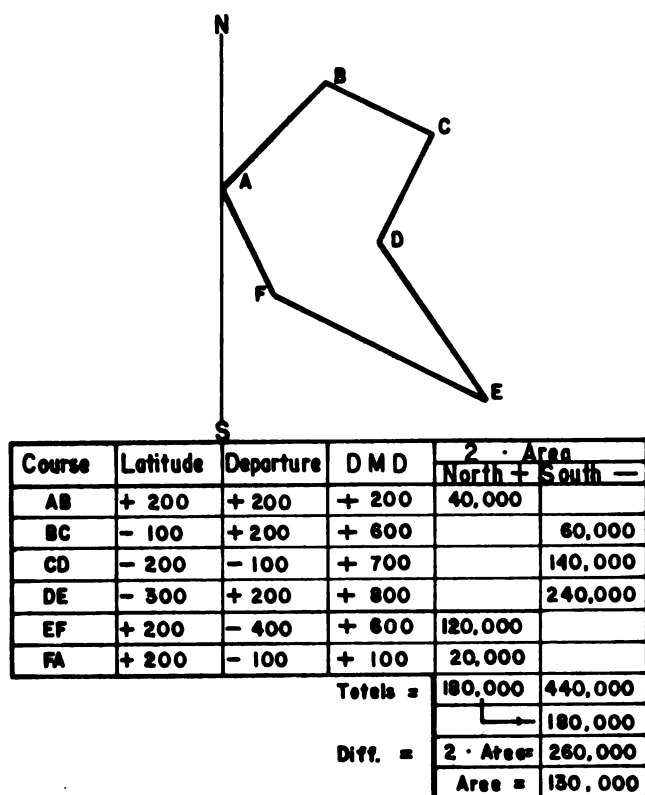 N
B
C
A
D
F
E
S
Course Latitude Departure DMD 2 · Area
North + South —
AB + 200 + 200 + 200 40,000
BC - 100 + 200 + 600 60,000
CD - 200 - 100 + 700 140,000
DE - 300 + 200 + 800 240,000
EF + 200 - 400 + 600 120,000
FA + 200 - 100 + 100 20,000
Totals = 180,000 440,000
180,000
Diff. = 2 · Area= 260,000
Area = 130,000